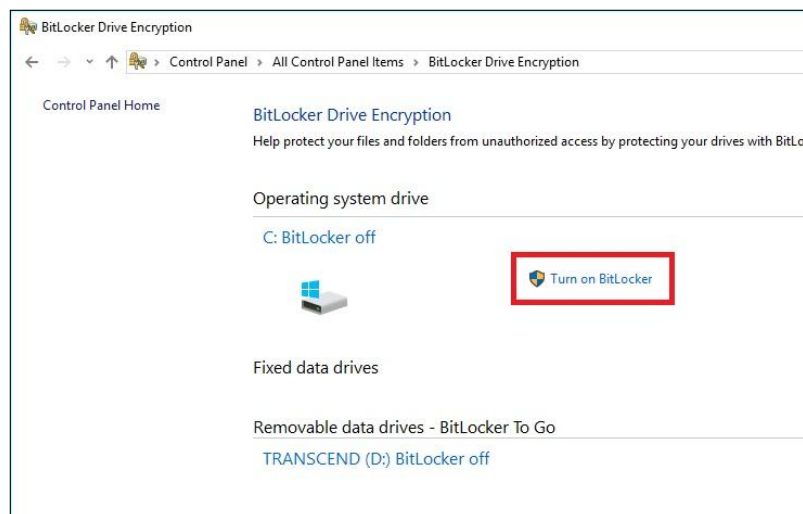 BitLocker Drive Encryption
Control Panel > All Control Panel Items > BitLocker Drive Encryption
Control Panel Home
BitLocker Drive Encryption
Help protect your files and folders from unauthorized access by protecting your drives with BitLo
Operating system drive
C: BitLocker off
Turn on BitLocker
Fixed data drives
Removable data drives - BitLocker To Go
TRANSCEND (D:) BitLocker off